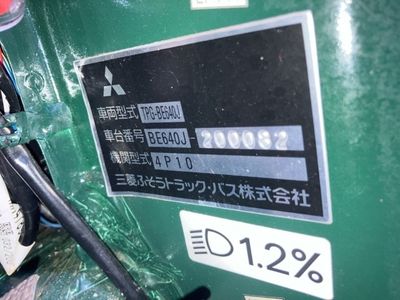 車両型式 TPG-BE640J
車台番号 BE640J-200082
機関型式 4P10
三菱ふそうトラック・バス株式会社
1.2%